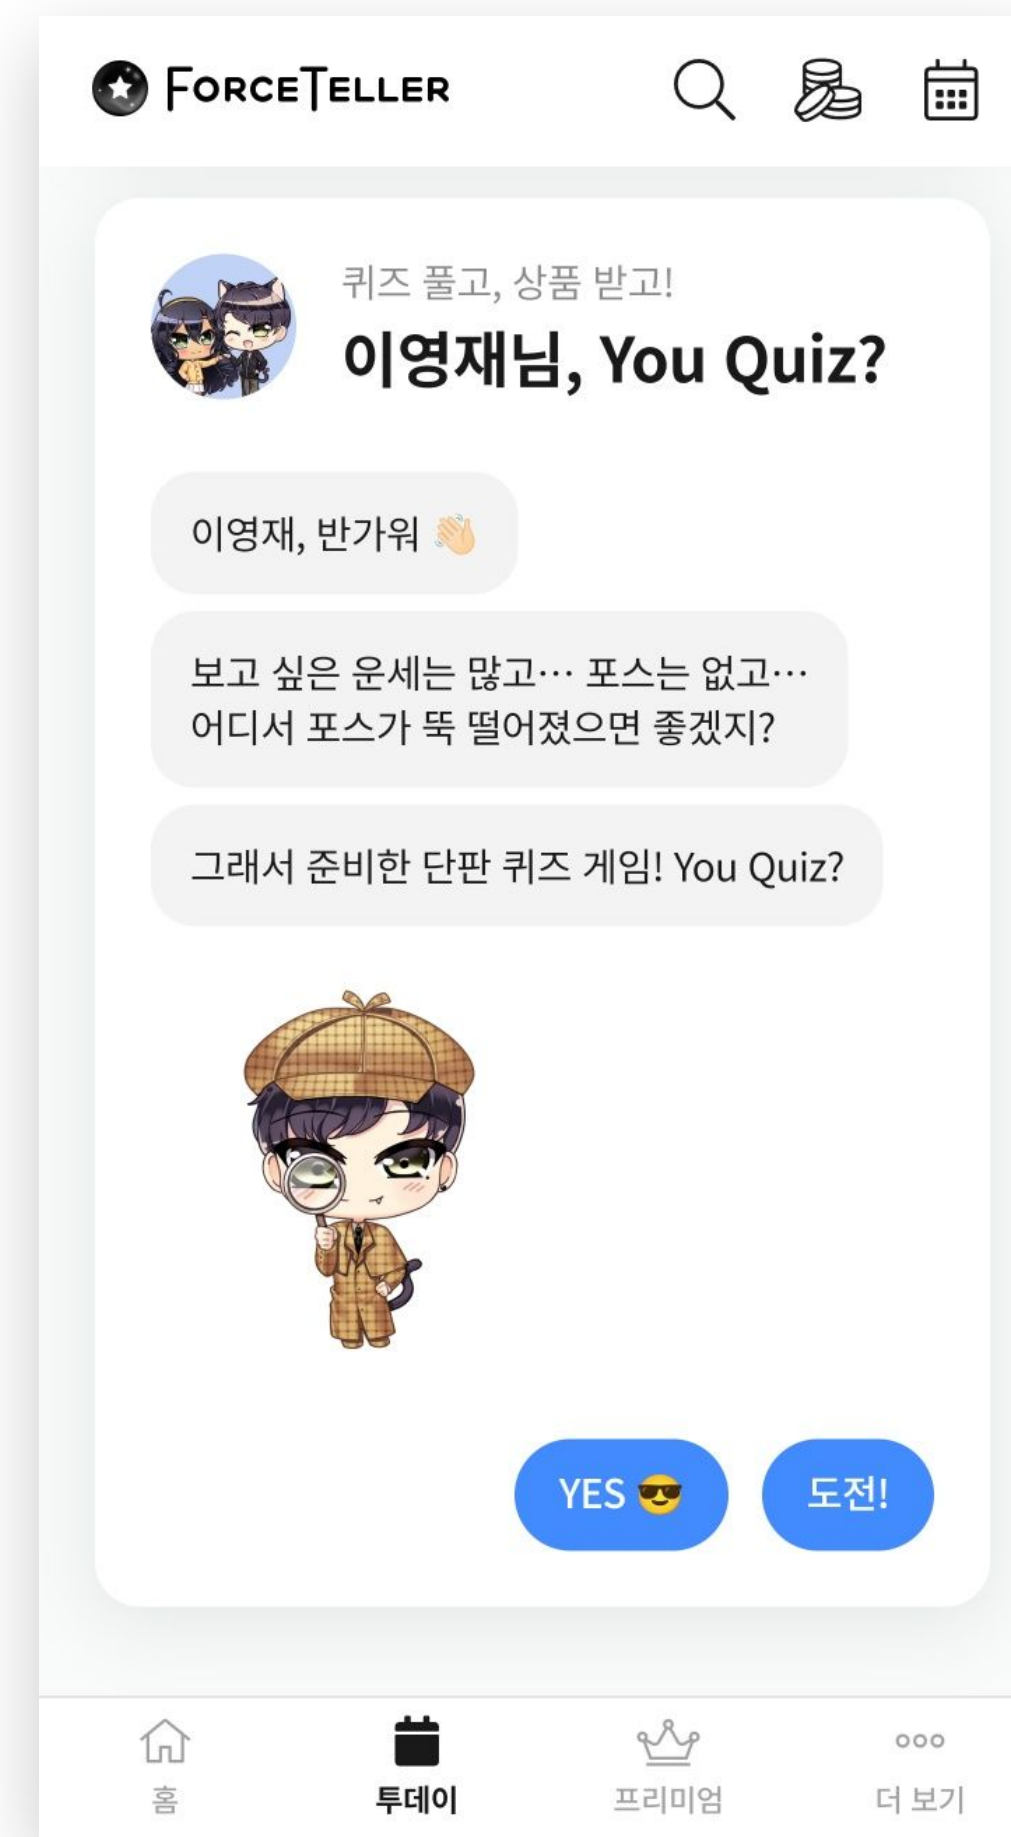 FORCETELLER
퀴즈 풀고, 상품 받고!
이영재님, You Quiz?
이영재, 반가워 👋🏻
보고 싶은 운세는 많고… 포스는 없고…
어디서 포스가 뚝 떨어졌으면 좋겠지?
그래서 준비한 단판 퀴즈 게임! You Quiz?
YES 😎
도전!
홈
투데이
프리미엄
더 보기